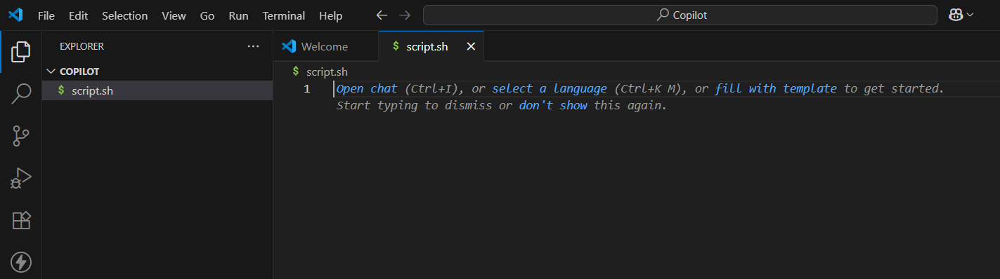 File Edit Selection View Go Run Terminal Help Copilot
EXPLORER ···
COPILOT
$ script.sh
Welcome
$ script.sh
$ script.sh
1 Open chat (Ctrl+I), or select a language (Ctrl+K M), or fill with template to get started.
Start typing to dismiss or don't show this again.